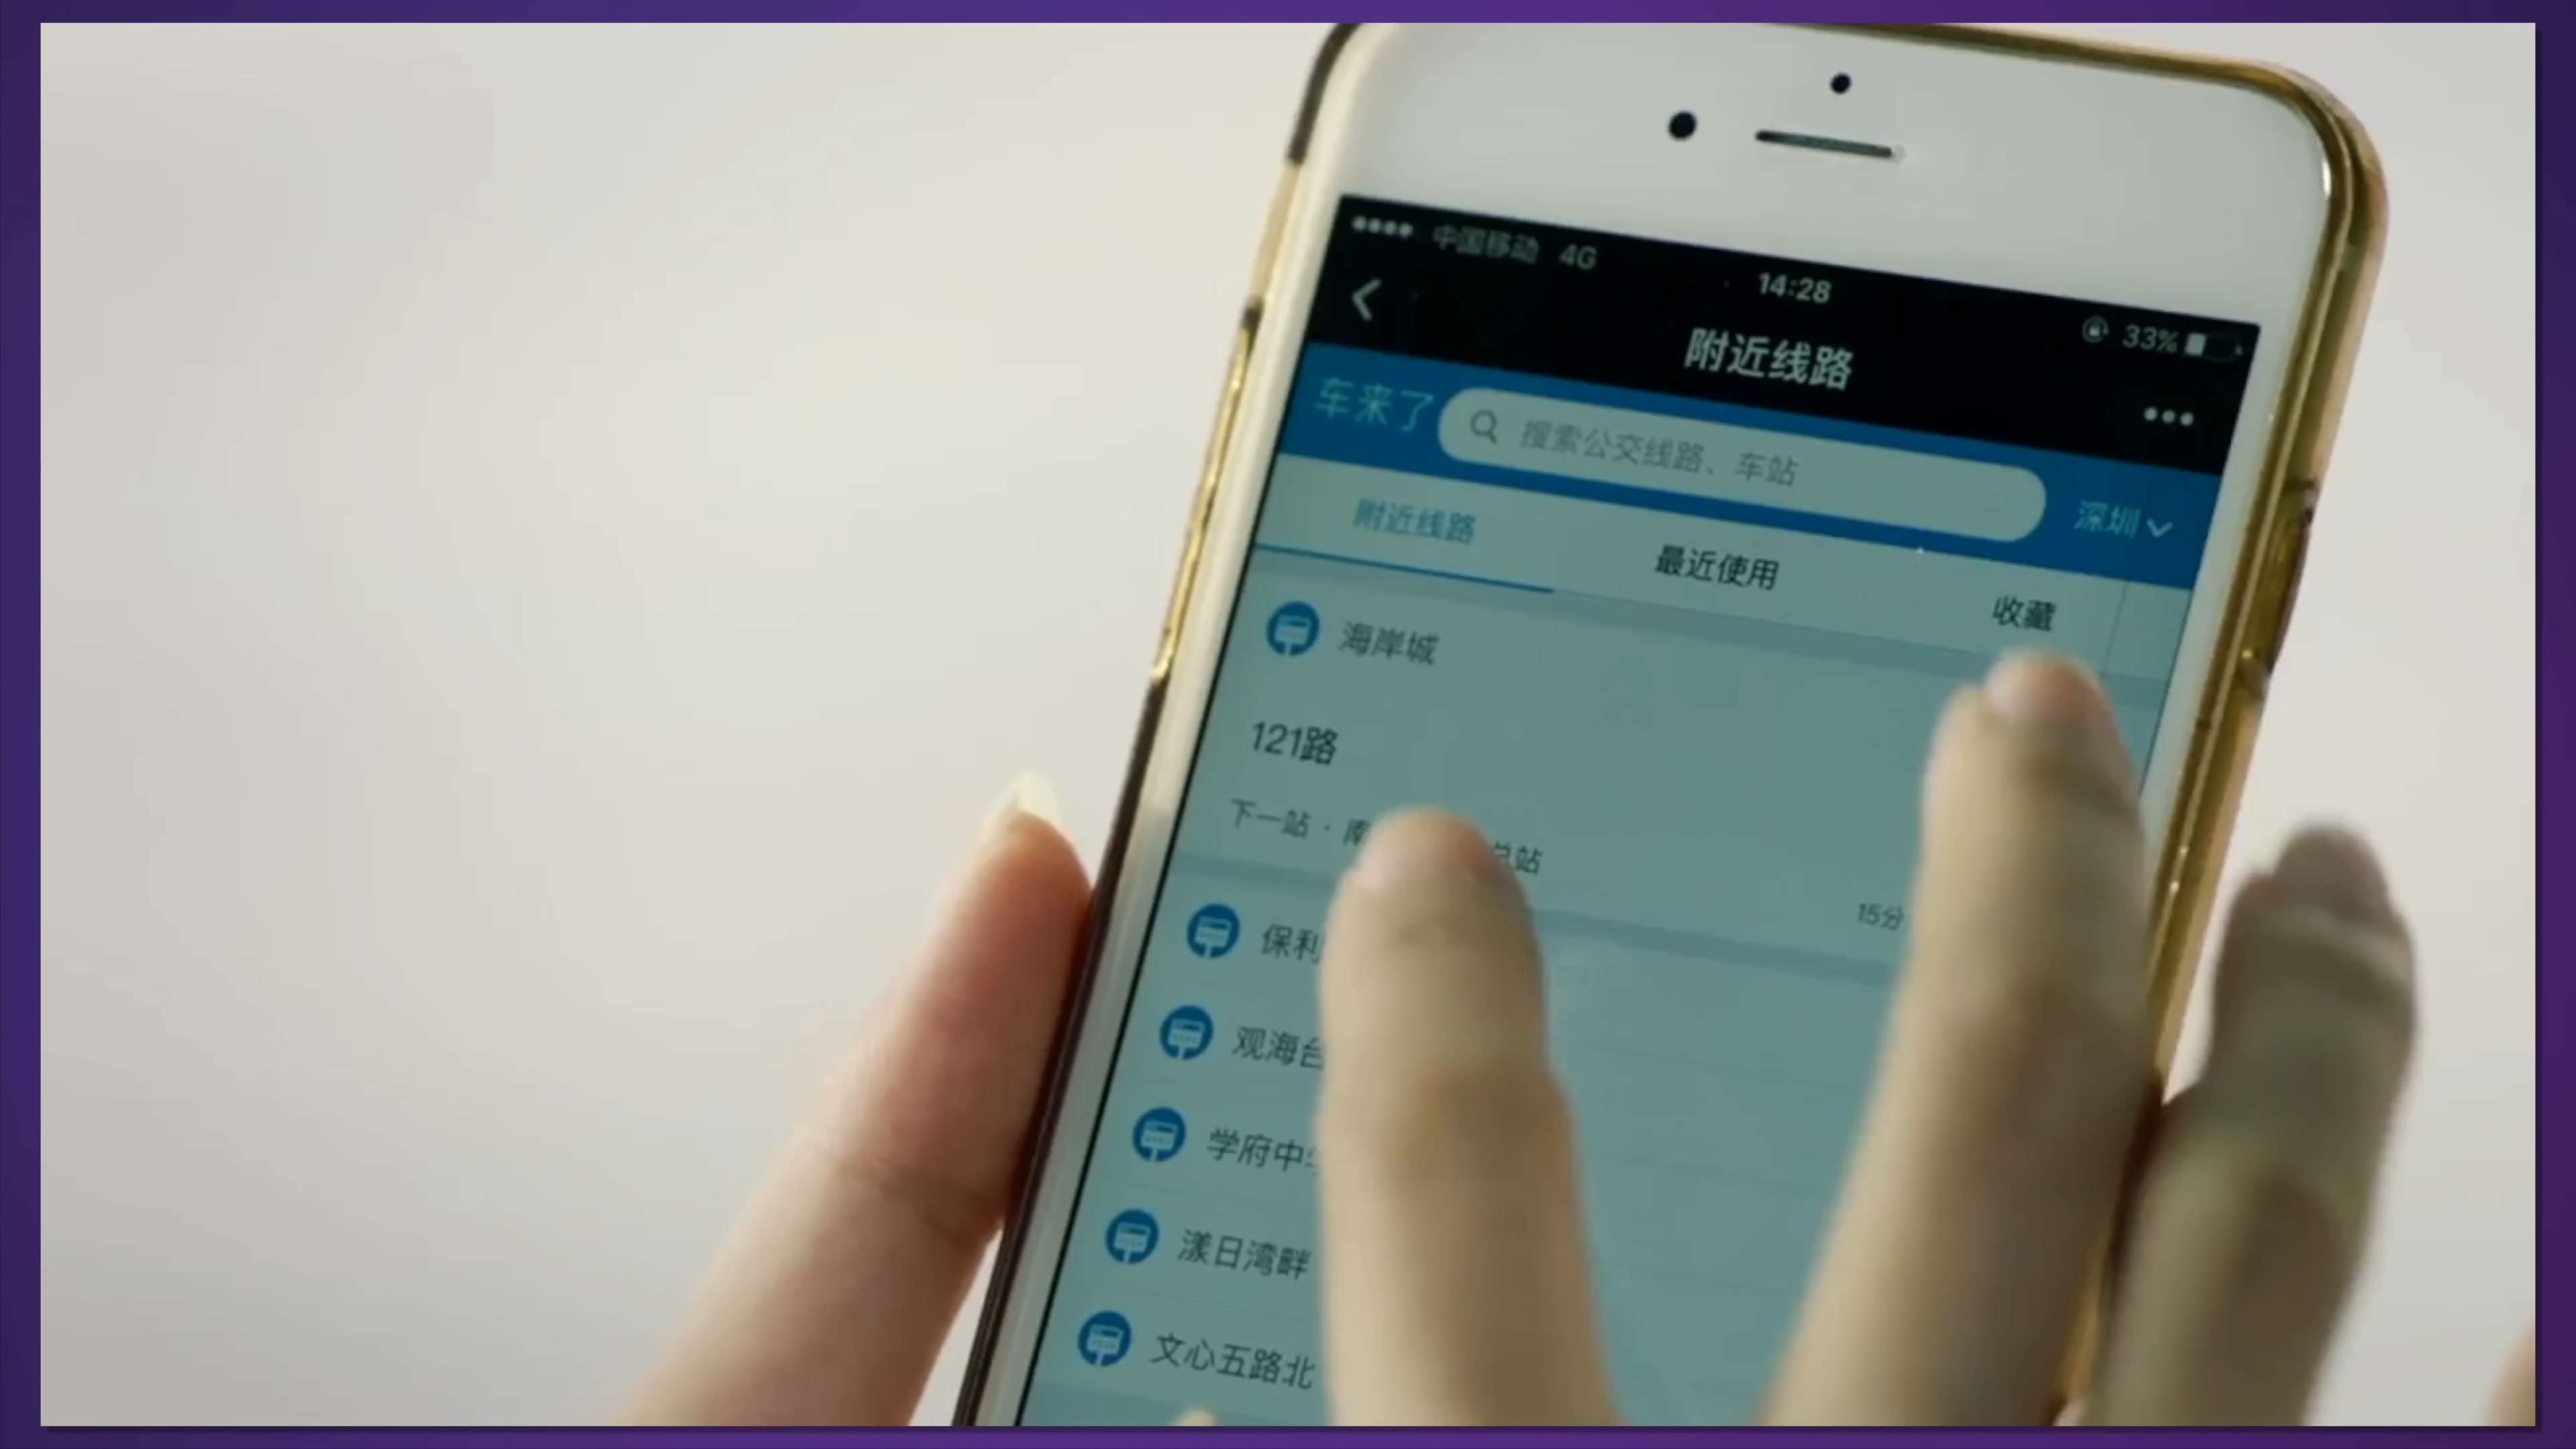 中国移动 4G
14:28
33%
附近线路
车来了
搜索公交线路、车站
深圳
附近线路
最近使用
收藏
海岸城
121路
下一站 · 南
总站
15分
保利
观海台
学府中
漾日湾畔
文心五路北